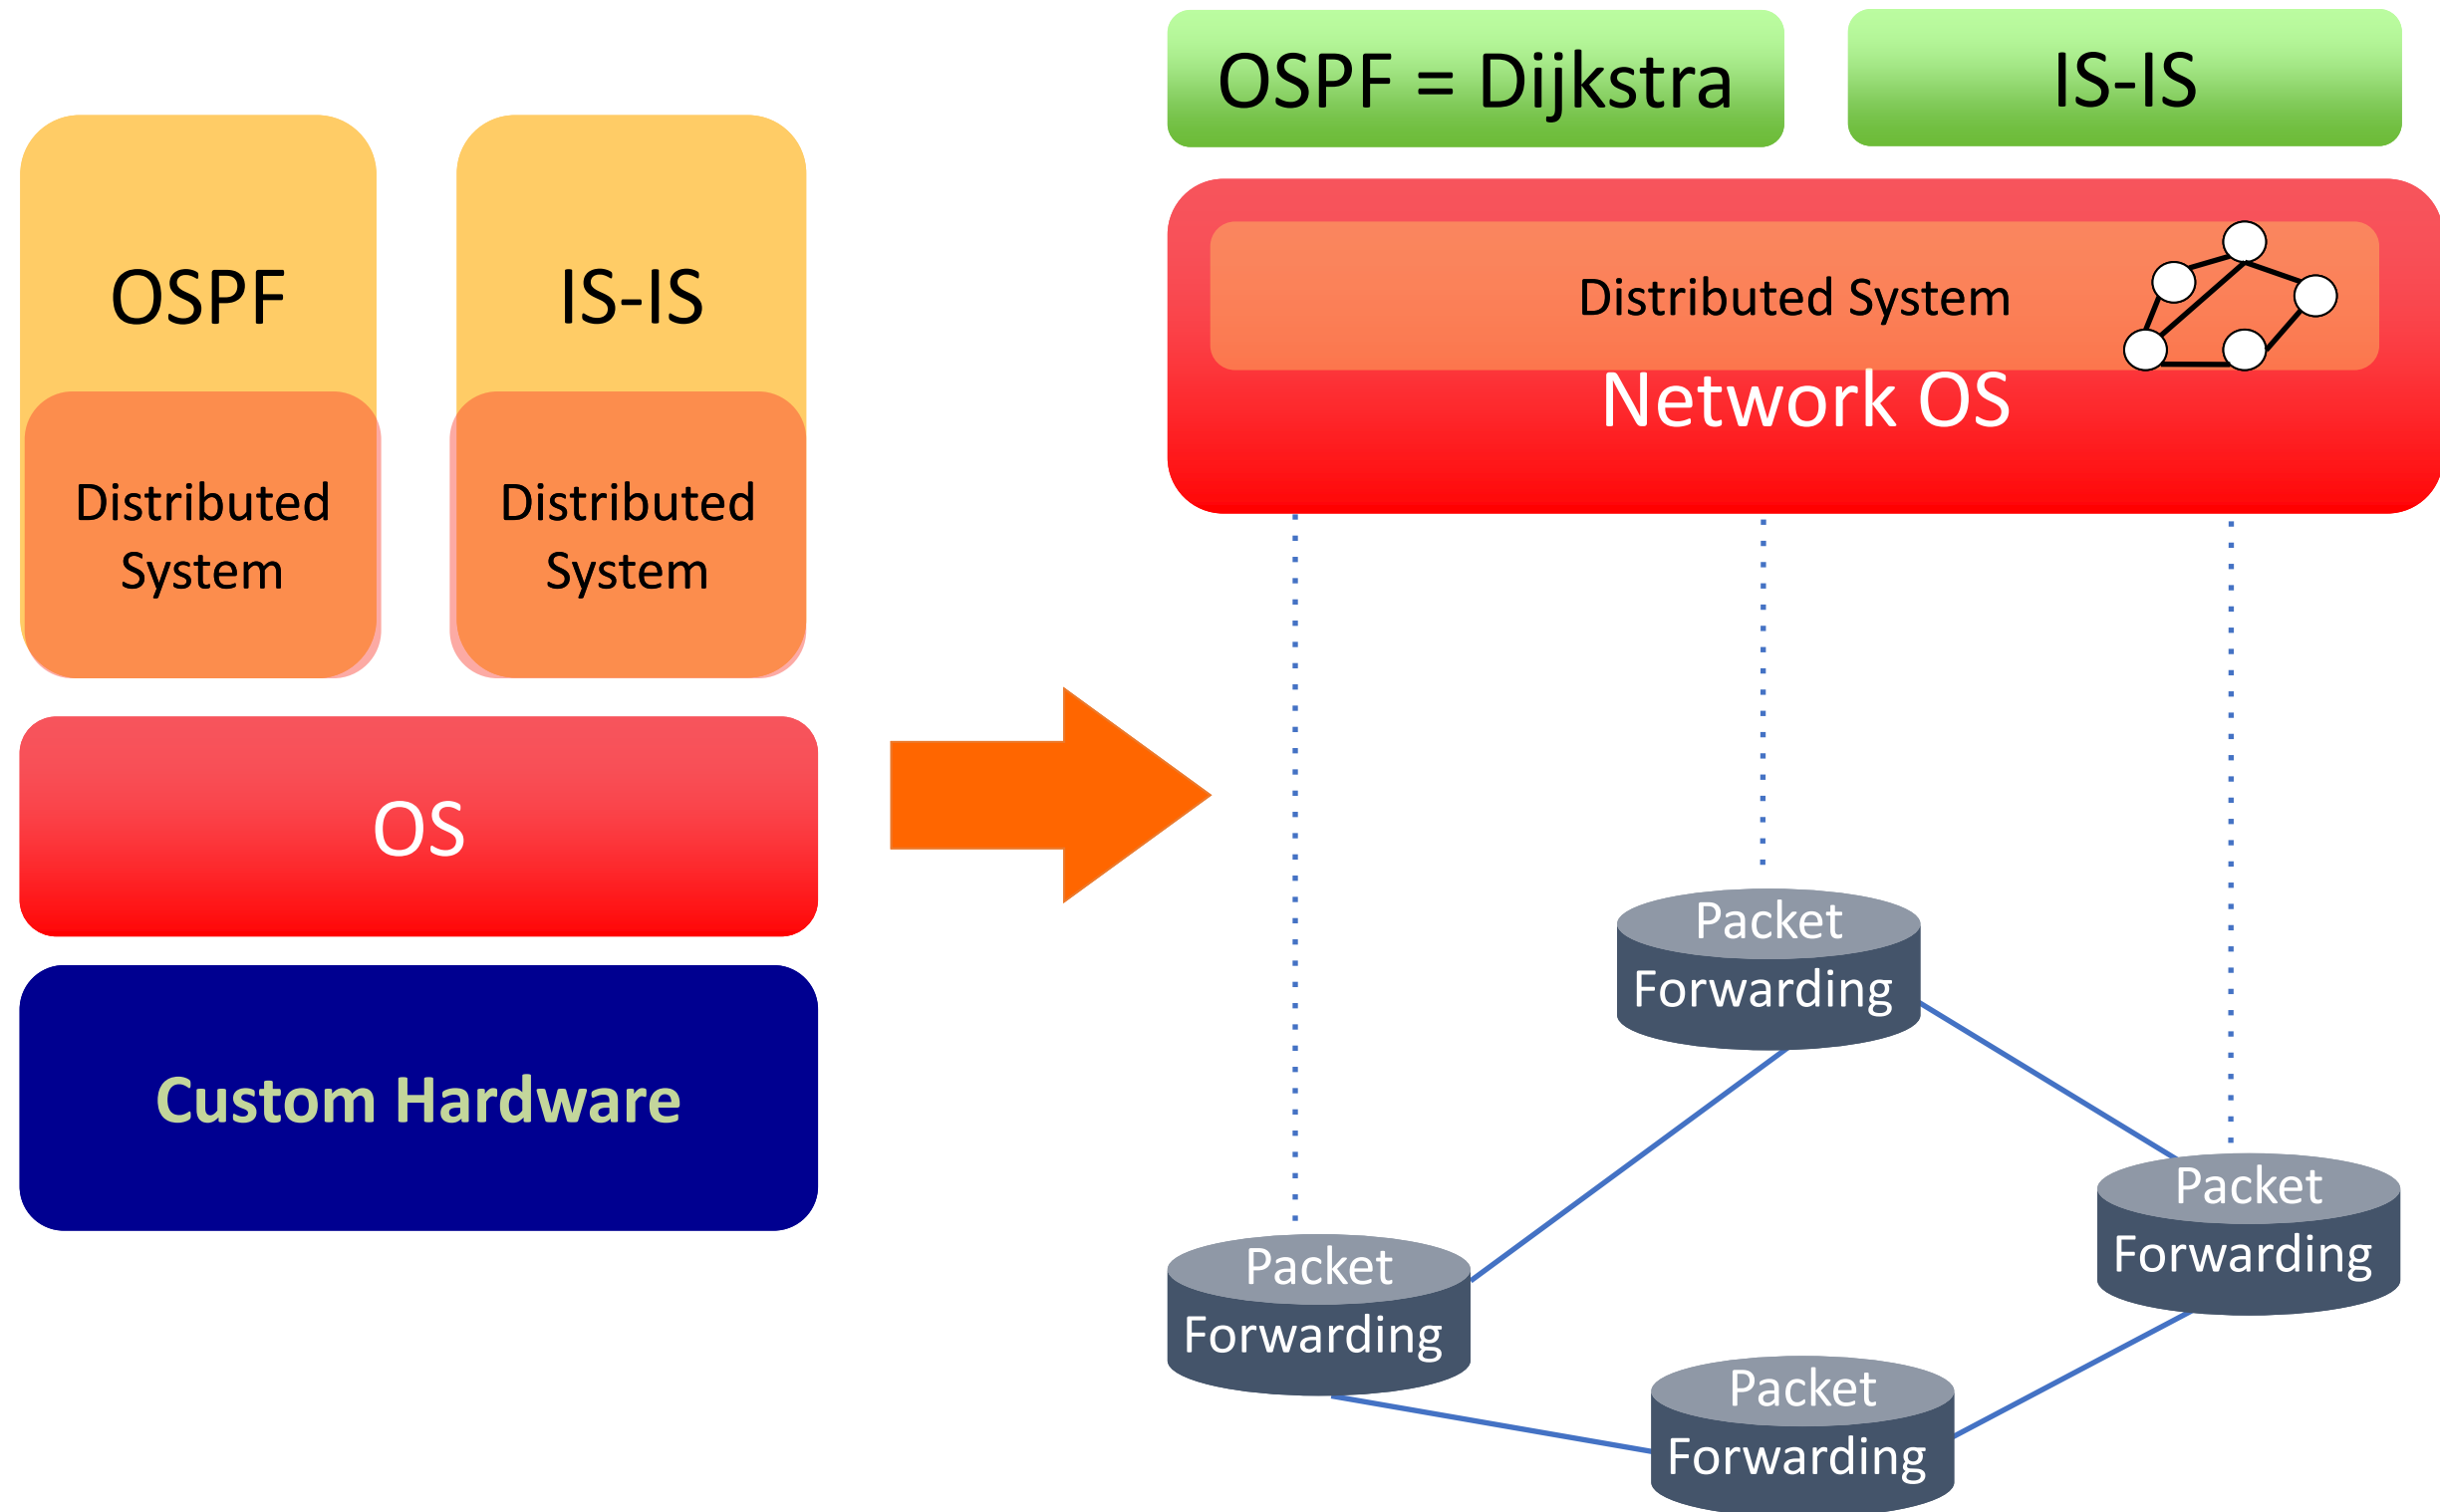 OSPF
IS-IS
Distributed
System
Distributed
System
OS
Custom Hardware
OSPF = Dijkstra
IS-IS
Distributed System
Network OS
Packet
Forwarding
Packet
Forwarding
Packet
Forwarding
Packet
Forwarding